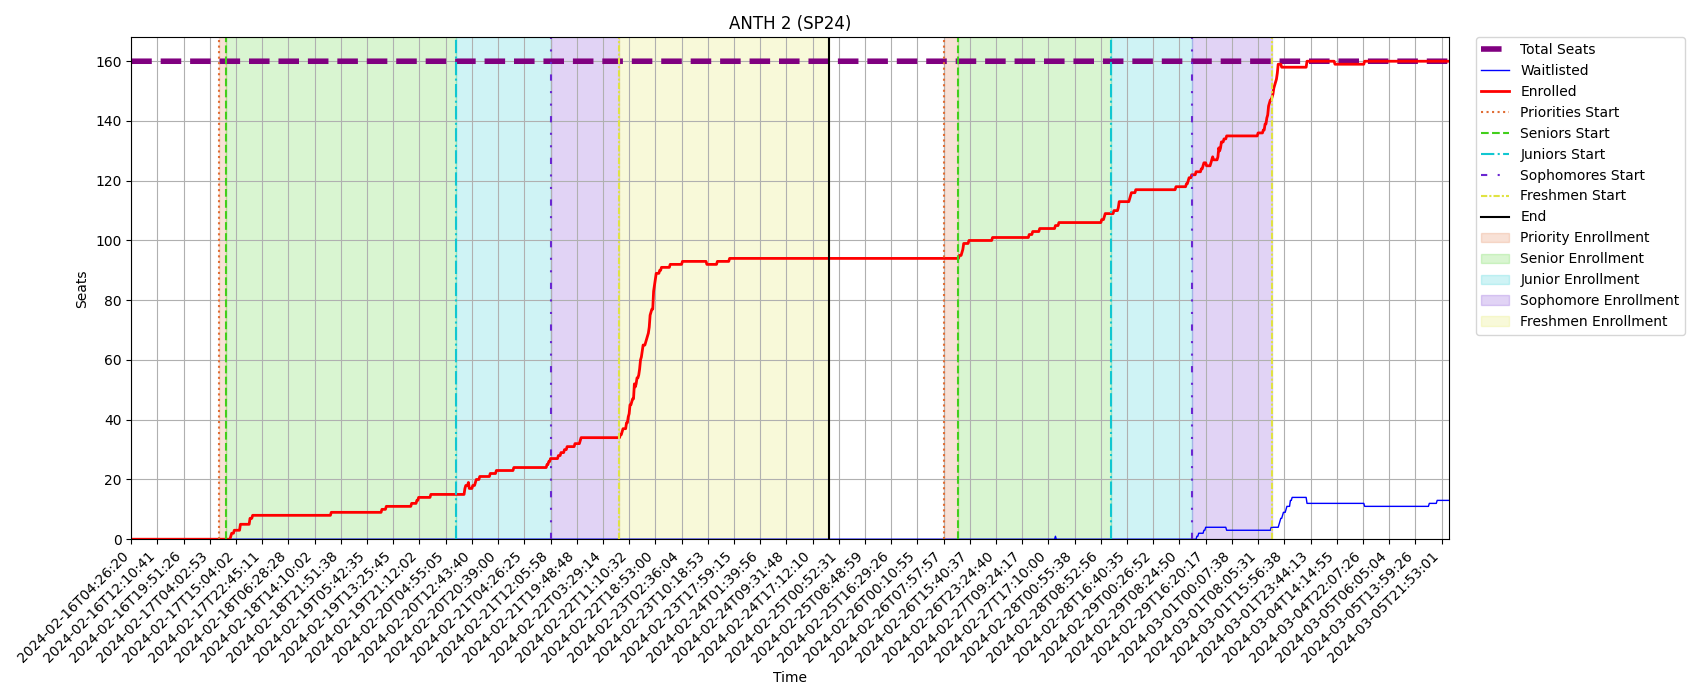 ANTH 2 (SP24)
Seats
160
140
120
100
80
60
40
20
0
2024-02-16T04:26:20
2024-02-16T12:10:41
2024-02-16T19:51:26
2024-02-17T04:02:53
2024-02-17T15:04:02
2024-02-17T22:45:11
2024-02-18T06:28:28
2024-02-18T14:10:02
2024-02-18T21:51:38
2024-02-19T05:42:35
2024-02-19T13:25:45
2024-02-19T21:12:02
2024-02-20T04:55:05
2024-02-20T12:43:40
2024-02-20T20:39:00
2024-02-21T04:26:25
2024-02-21T12:05:58
2024-02-21T19:48:48
2024-02-22T03:29:14
2024-02-22T11:10:32
2024-02-22T18:53:00
2024-02-23T02:36:04
2024-02-23T10:18:53
2024-02-23T17:59:15
2024-02-24T01:39:56
2024-02-24T09:31:48
2024-02-24T17:12:10
2024-02-25T00:52:31
2024-02-25T08:48:59
2024-02-25T16:29:26
2024-02-26T00:10:55
2024-02-26T07:57:57
2024-02-26T15:40:37
2024-02-26T23:24:40
2024-02-27T09:24:17
2024-02-27T17:10:00
2024-02-28T00:55:38
2024-02-28T08:52:56
2024-02-28T16:40:35
2024-02-29T00:26:52
2024-02-29T08:24:50
2024-02-29T16:20:17
2024-03-01T00:07:38
2024-03-01T08:05:31
2024-03-01T15:56:38
2024-03-03T23:44:13
2024-03-04T14:14:55
2024-03-04T22:07:26
2024-03-05T06:05:04
2024-03-05T13:59:26
2024-03-05T21:53:01
Time
Total Seats
Waitlisted
Enrolled
Priorities Start
Seniors Start
Juniors Start
Sophomores Start
Freshmen Start
End
Priority Enrollment
Senior Enrollment
Junior Enrollment
Sophomore Enrollment
Freshmen Enrollment